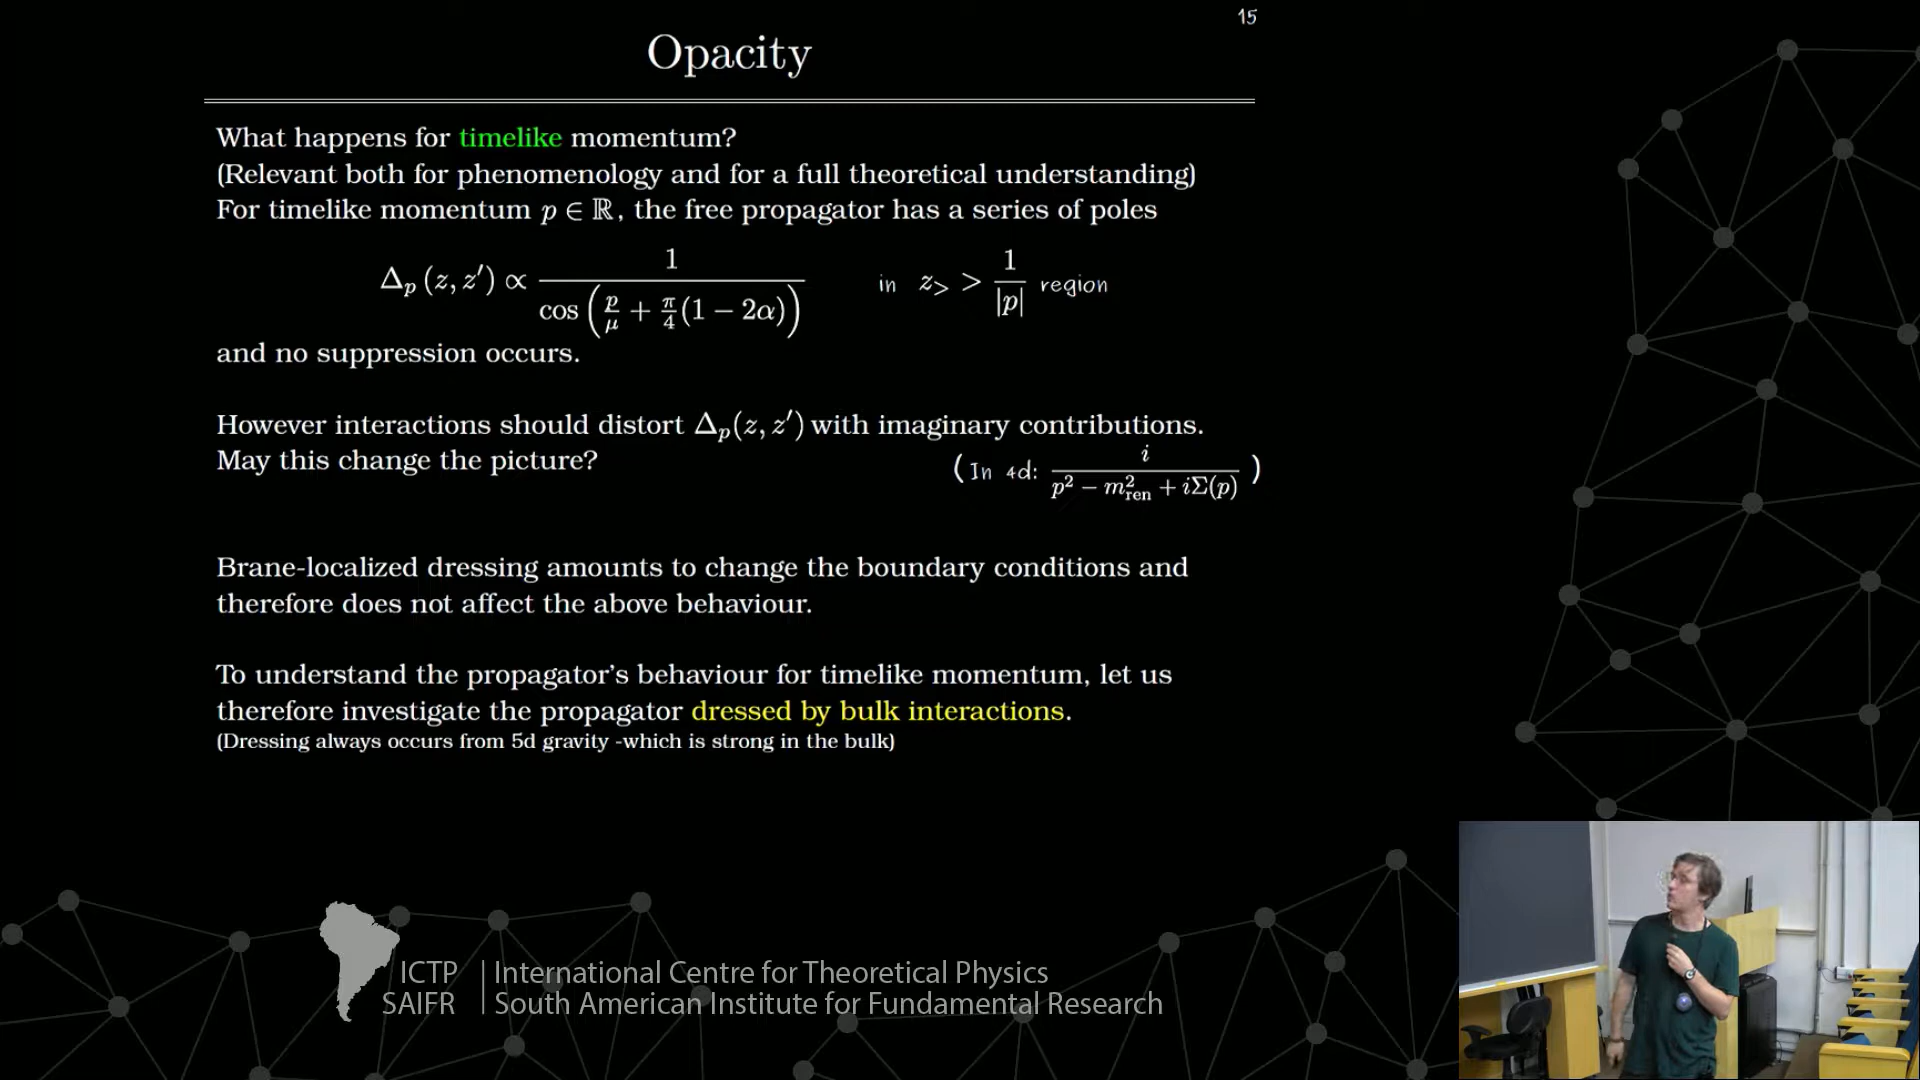 15
Opacity
What happens for timelike momentum?
(Relevant both for phenomenology and for a full theoretical understanding)
For timelike momentum p ∈ ℝ, the free propagator has a series of poles
Δₚ (z, z′) ∝ 1 / cos (p/μ + π/4 (1 − 2α)) in z> > 1/|p| region
and no suppression occurs.
However interactions should distort Δₚ(z, z′) with imaginary contributions.
May this change the picture? (In 4d: i / (p² − m²ren + iΣ(p)) )
Brane-localized dressing amounts to change the boundary conditions and
therefore does not affect the above behaviour.
To understand the propagator's behaviour for timelike momentum, let us
therefore investigate the propagator dressed by bulk interactions.
(Dressing always occurs from 5d gravity -which is strong in the bulk)
ICTP | International Centre for Theoretical Physics
SAIFR | South American Institute for Fundamental Research